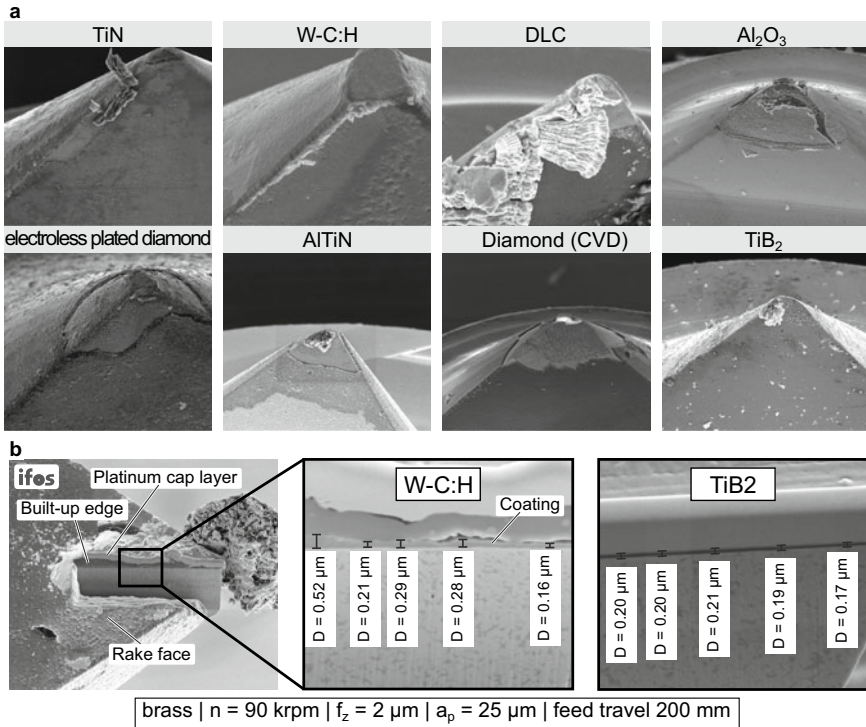 a
TiN
W-C:H
DLC
Al₂O₃
electroless plated diamond
AlTiN
Diamond (CVD)
TiB₂
b
ifos
Platinum cap layer
Built-up edge
Rake face
W-C:H
Coating
D = 0.52 µm
D = 0.21 µm
D = 0.29 µm
D = 0.28 µm
D = 0.16 µm
TiB2
D = 0.20 µm
D = 0.20 µm
D = 0.21 µm
D = 0.19 µm
D = 0.17 µm
brass | n = 90 krpm | f_z = 2 µm | a_p = 25 µm | feed travel 200 mm